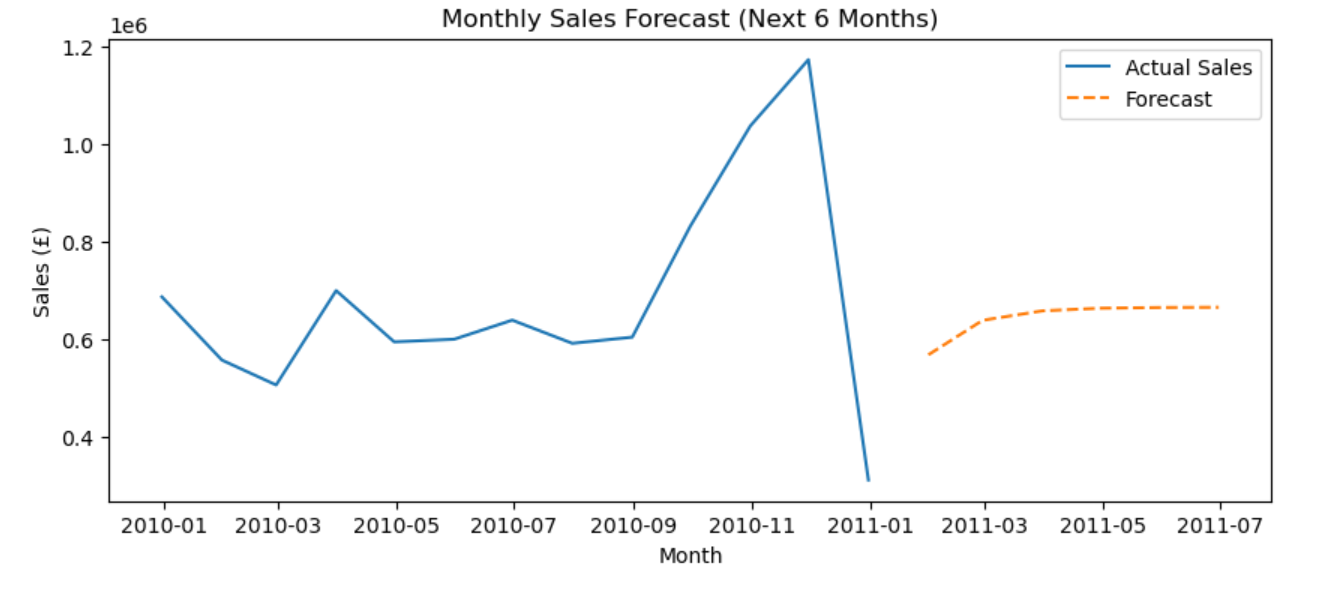 Monthly Sales Forecast (Next 6 Months)
1e6
1.2
1.0
0.8
0.6
0.4
Sales (£)
Actual Sales
Forecast
2010-01 2010-03 2010-05 2010-07 2010-09 2010-11 2011-01 2011-03 2011-05 2011-07
Month